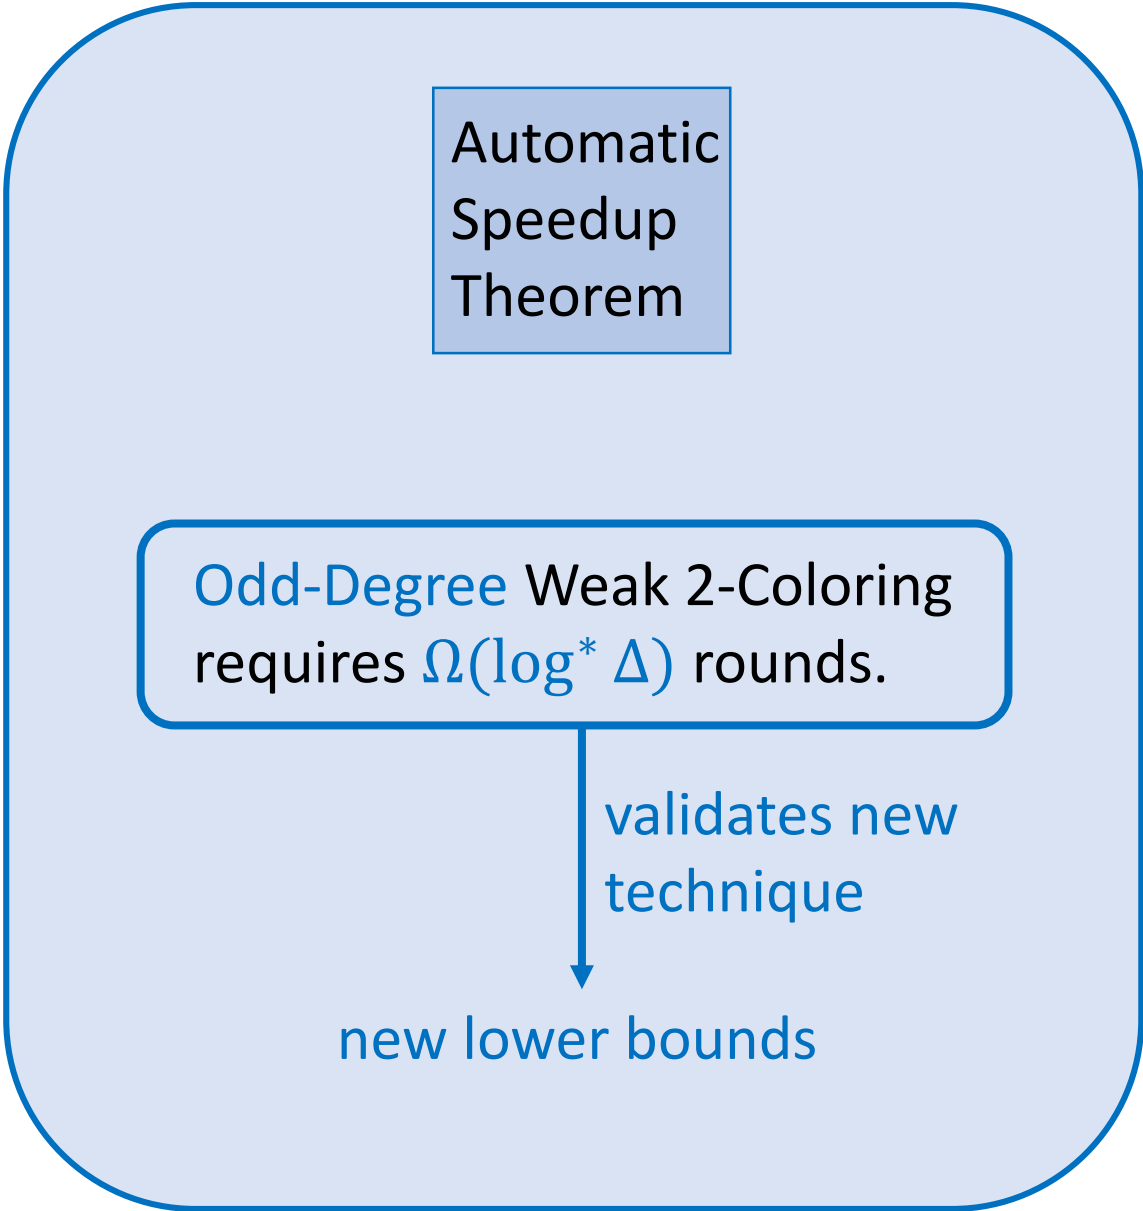 Automatic
Speedup
Theorem
Odd-Degree Weak 2-Coloring
requires Ω(log* Δ) rounds.
validates new
technique
new lower bounds